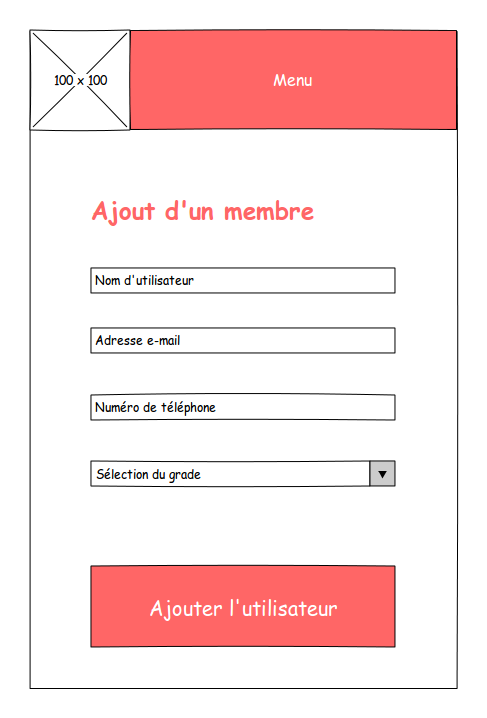 100 x 100
Menu
Ajout d'un membre
Nom d'utilisateur
Adresse e-mail
Numéro de téléphone
Sélection du grade
Ajouter l'utilisateur